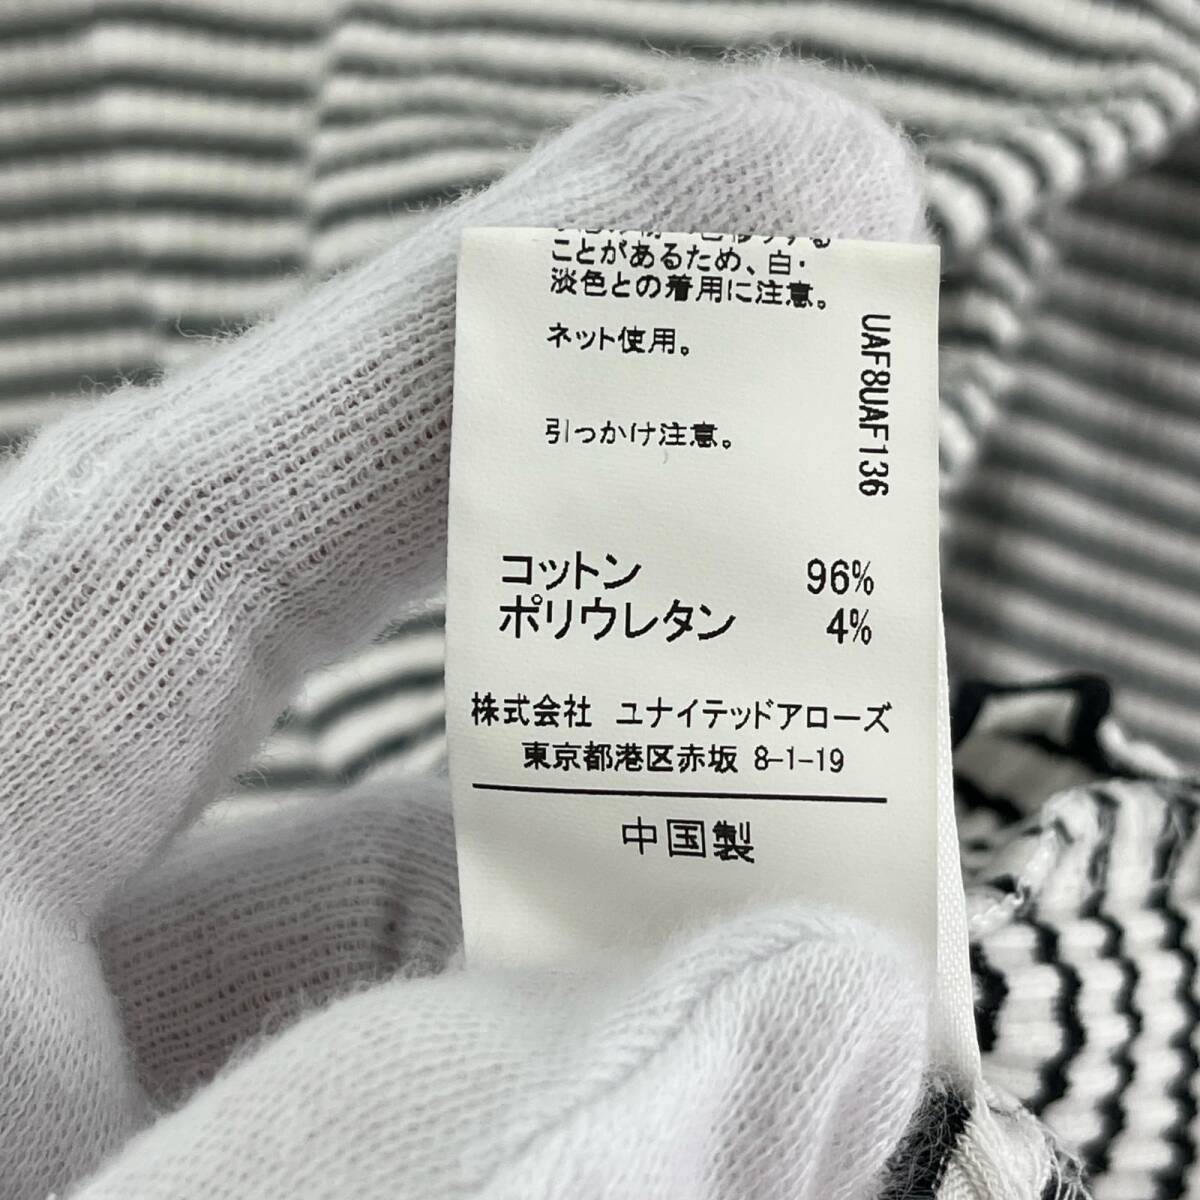 ことがあるため、白・
淡色との着用に注意。
ネット使用。
引っかけ注意。
UAF8UAF136
コットン 96%
ポリウレタン 4%
株式会社 ユナイテッドアローズ
東京都港区赤坂 8-1-19
中国製